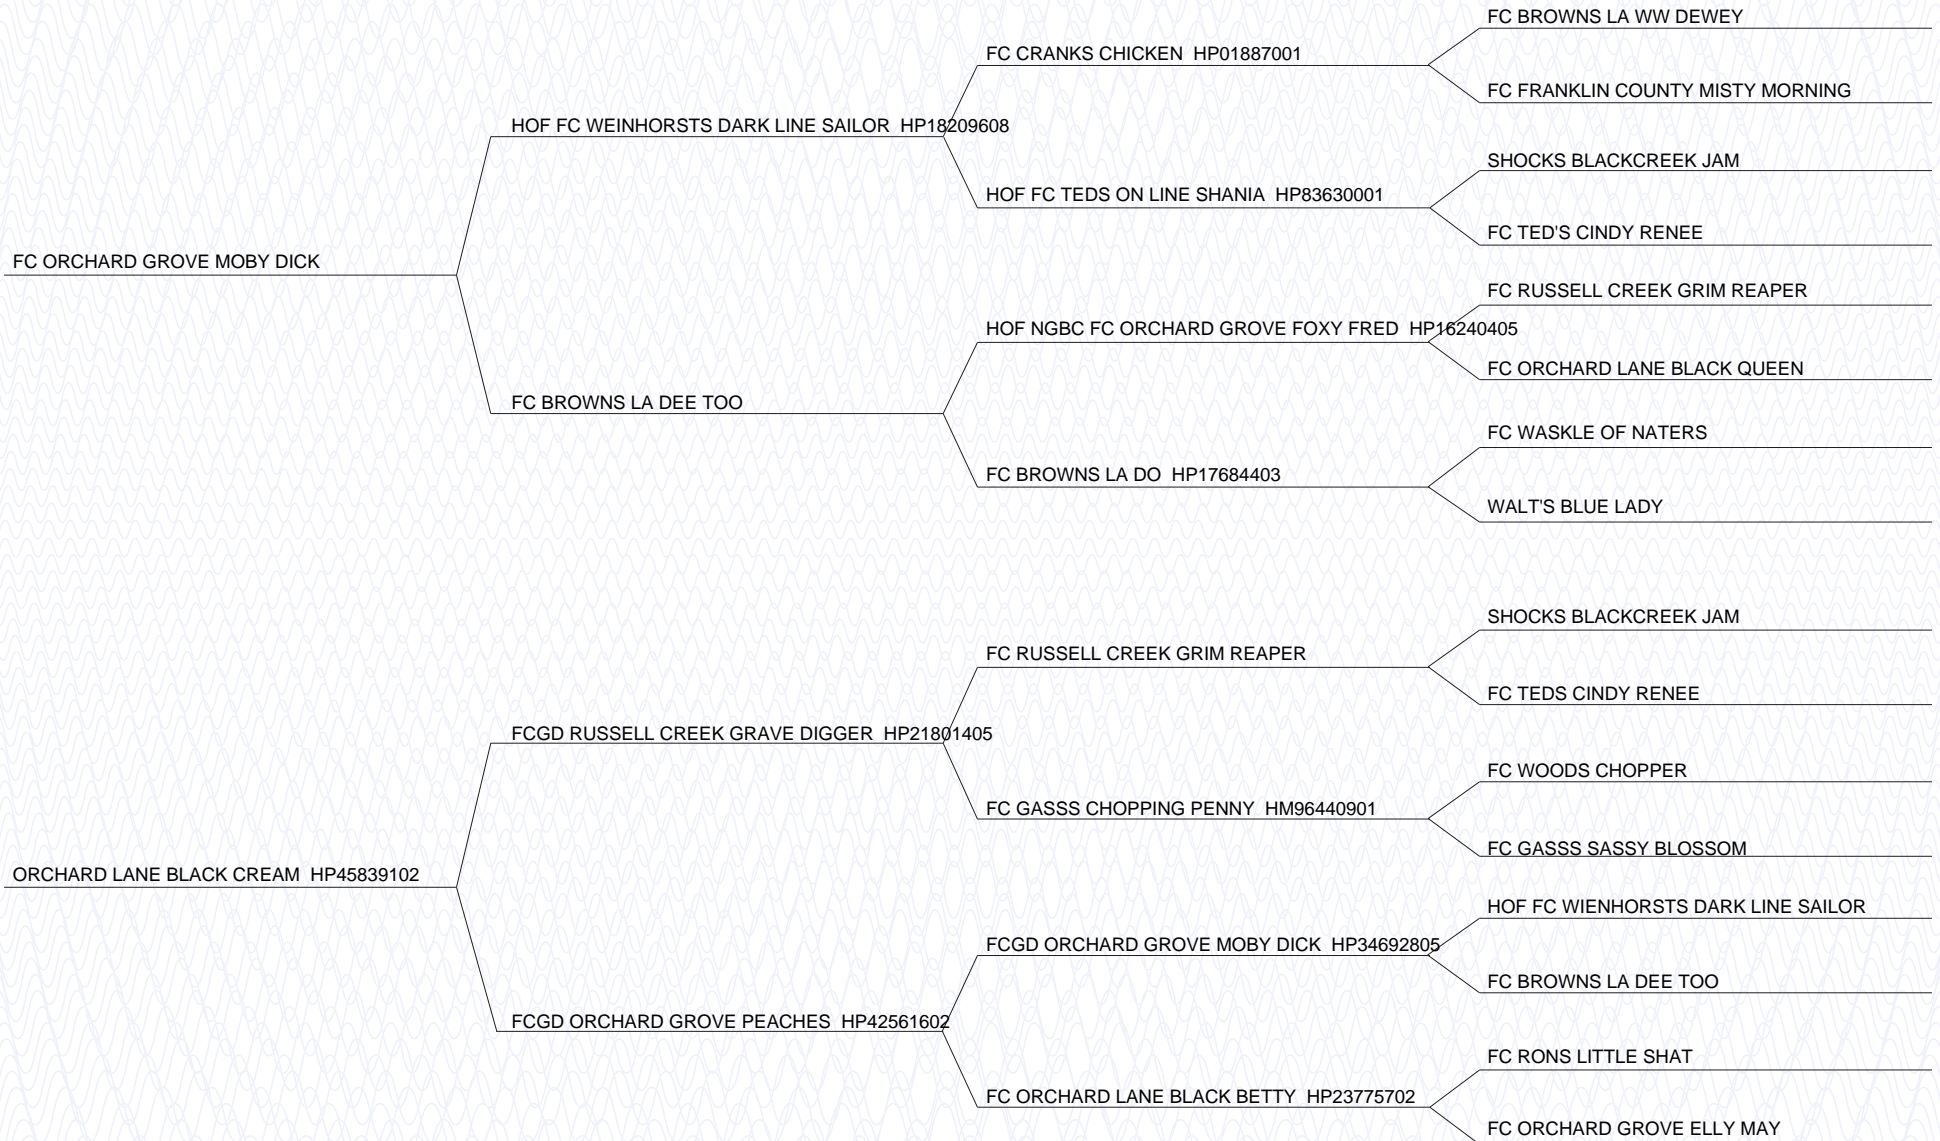 FC BROWNS LA WW DEWEY
FC CRANKS CHICKEN HP01887001
FC FRANKLIN COUNTY MISTY MORNING
HOF FC WEINHORSTS DARK LINE SAILOR HP18209608
SHOCKS BLACKCREEK JAM
HOF FC TEDS ON LINE SHANIA HP83630001
FC TED'S CINDY RENEE
FC ORCHARD GROVE MOBY DICK
FC RUSSELL CREEK GRIM REAPER
HOF NGBC FC ORCHARD GROVE FOXY FRED HP16240405
FC ORCHARD LANE BLACK QUEEN
FC BROWNS LA DEE TOO
FC WASKLE OF NATERS
FC BROWNS LA DO HP17684403
WALT'S BLUE LADY
SHOCKS BLACKCREEK JAM
FC RUSSELL CREEK GRIM REAPER
FC TEDS CINDY RENEE
FCGD RUSSELL CREEK GRAVE DIGGER HP21801405
FC WOODS CHOPPER
FC GASSS CHOPPING PENNY HM96440901
FC GASSS SASSY BLOSSOM
ORCHARD LANE BLACK CREAM HP45839102
HOF FC WIENHORSTS DARK LINE SAILOR
FCGD ORCHARD GROVE MOBY DICK HP34692805
FC BROWNS LA DEE TOO
FCGD ORCHARD GROVE PEACHES HP42561602
FC RONS LITTLE SHAT
FC ORCHARD LANE BLACK BETTY HP23775702
FC ORCHARD GROVE ELLY MAY